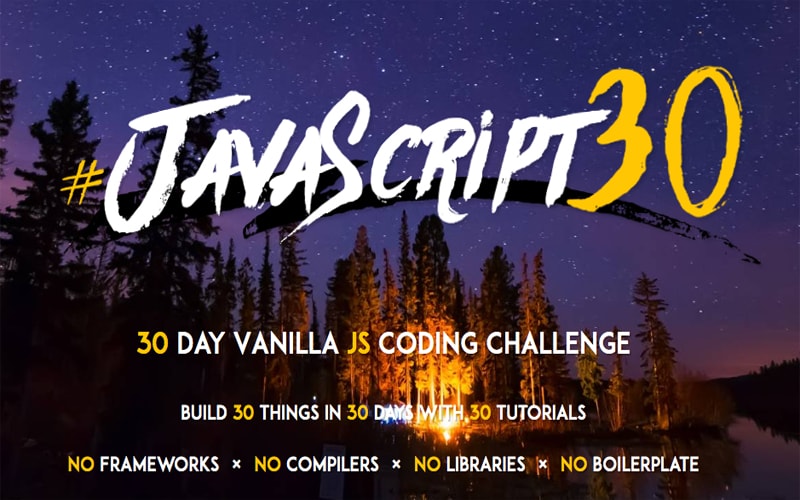 #JAVASCRIPT30
30 DAY VANILLA JS CODING CHALLENGE
BUILD 30 THINGS IN 30 DAYS WITH 30 TUTORIALS
NO FRAMEWORKS × NO COMPILERS × NO LIBRARIES × NO BOILERPLATE